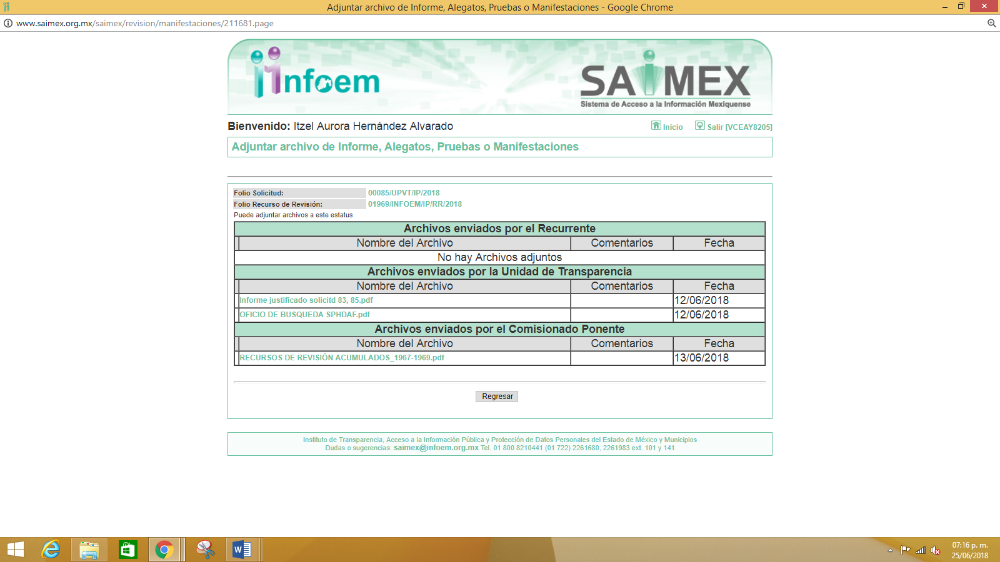 Adjuntar archivo de Informe, Alegatos, Pruebas o Manifestaciones - Google Chrome
www.saimex.org.mx/saimex/revision/manifestaciones/211681.page
infoem
SAIMEX
Sistema de Acceso a la Información Mexiquense
Bienvenido: Itzel Aurora Hernández Alvarado
Inicio Salir [VCEAY8205]
Adjuntar archivo de Informe, Alegatos, Pruebas o Manifestaciones
Folio Solicitud: 00085/UPVT/IP/2018
Folio Recurso de Revisión: 01969/INFOEM/IP/RR/2018
Puede adjuntar archivos a este estatus
Archivos enviados por el Recurrente
Nombre del Archivo Comentarios Fecha
No hay Archivos adjuntos
Archivos enviados por la Unidad de Transparencia
Nombre del Archivo Comentarios Fecha
Informe justificado solicitd 83, 85.pdf 12/06/2018
OFICIO DE BUSQUEDA SPHDAF.pdf 12/06/2018
Archivos enviados por el Comisionado Ponente
Nombre del Archivo Comentarios Fecha
RECURSOS DE REVISIÓN ACUMULADOS_1967-1969.pdf 13/06/2018
Regresar
Instituto de Transparencia, Acceso a la Información Pública y Protección de Datos Personales del Estado de México y Municipios
Dudas o sugerencias: saimex@infoem.org.mx Tel. 01 800 8210441 (01 722) 2261680, 2261983 ext. 101 y 141
07:16 p. m.
25/06/2018